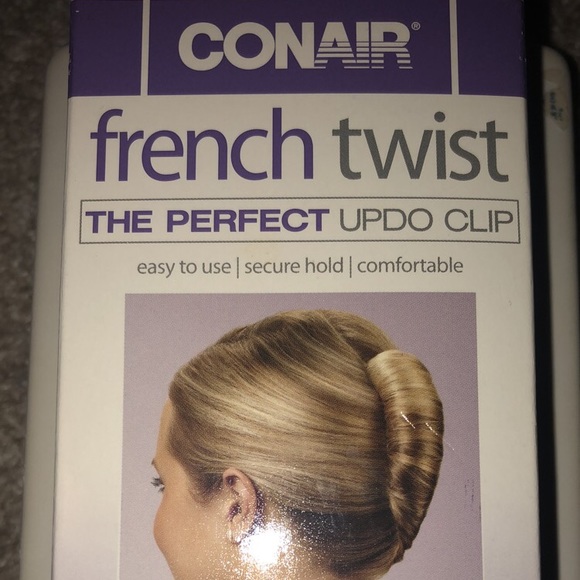 CONAIR®
french twist
THE PERFECT UPDO CLIP
easy to use | secure hold | comfortable